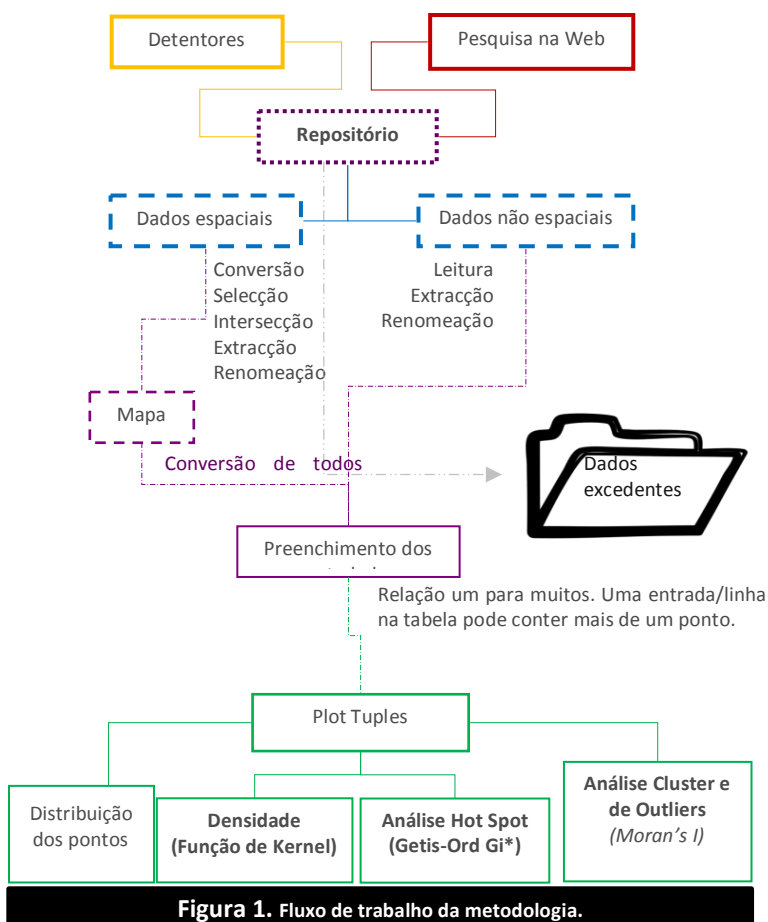 Detentores
Pesquisa na Web
Repositório
Dados espaciais
Dados não espaciais
Conversão
Selecção
Intersecção
Extracção
Renomeação
Leitura
Extracção
Renomeação
Mapa
Conversão de todos
Dados
excedentes
Preenchimento dos
Relação um para muitos. Uma entrada/linha
na tabela pode conter mais de um ponto.
Plot Tuples
Distribuição
dos pontos
Densidade
(Função de Kernel)
Análise Hot Spot
(Getis-Ord Gi*)
Análise Cluster e
de Outliers
(Moran's I)
Figura 1. Fluxo de trabalho da metodologia.